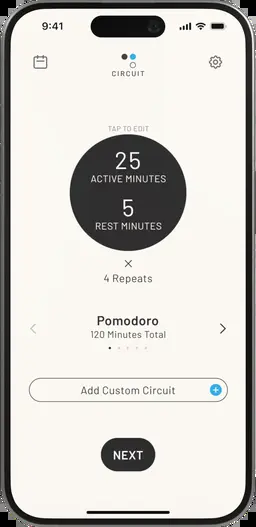 9:41
CIRCUIT
TAP TO EDIT
25
ACTIVE MINUTES
5
REST MINUTES
×
4 Repeats
Pomodoro
120 Minutes Total
Add Custom Circuit
NEXT